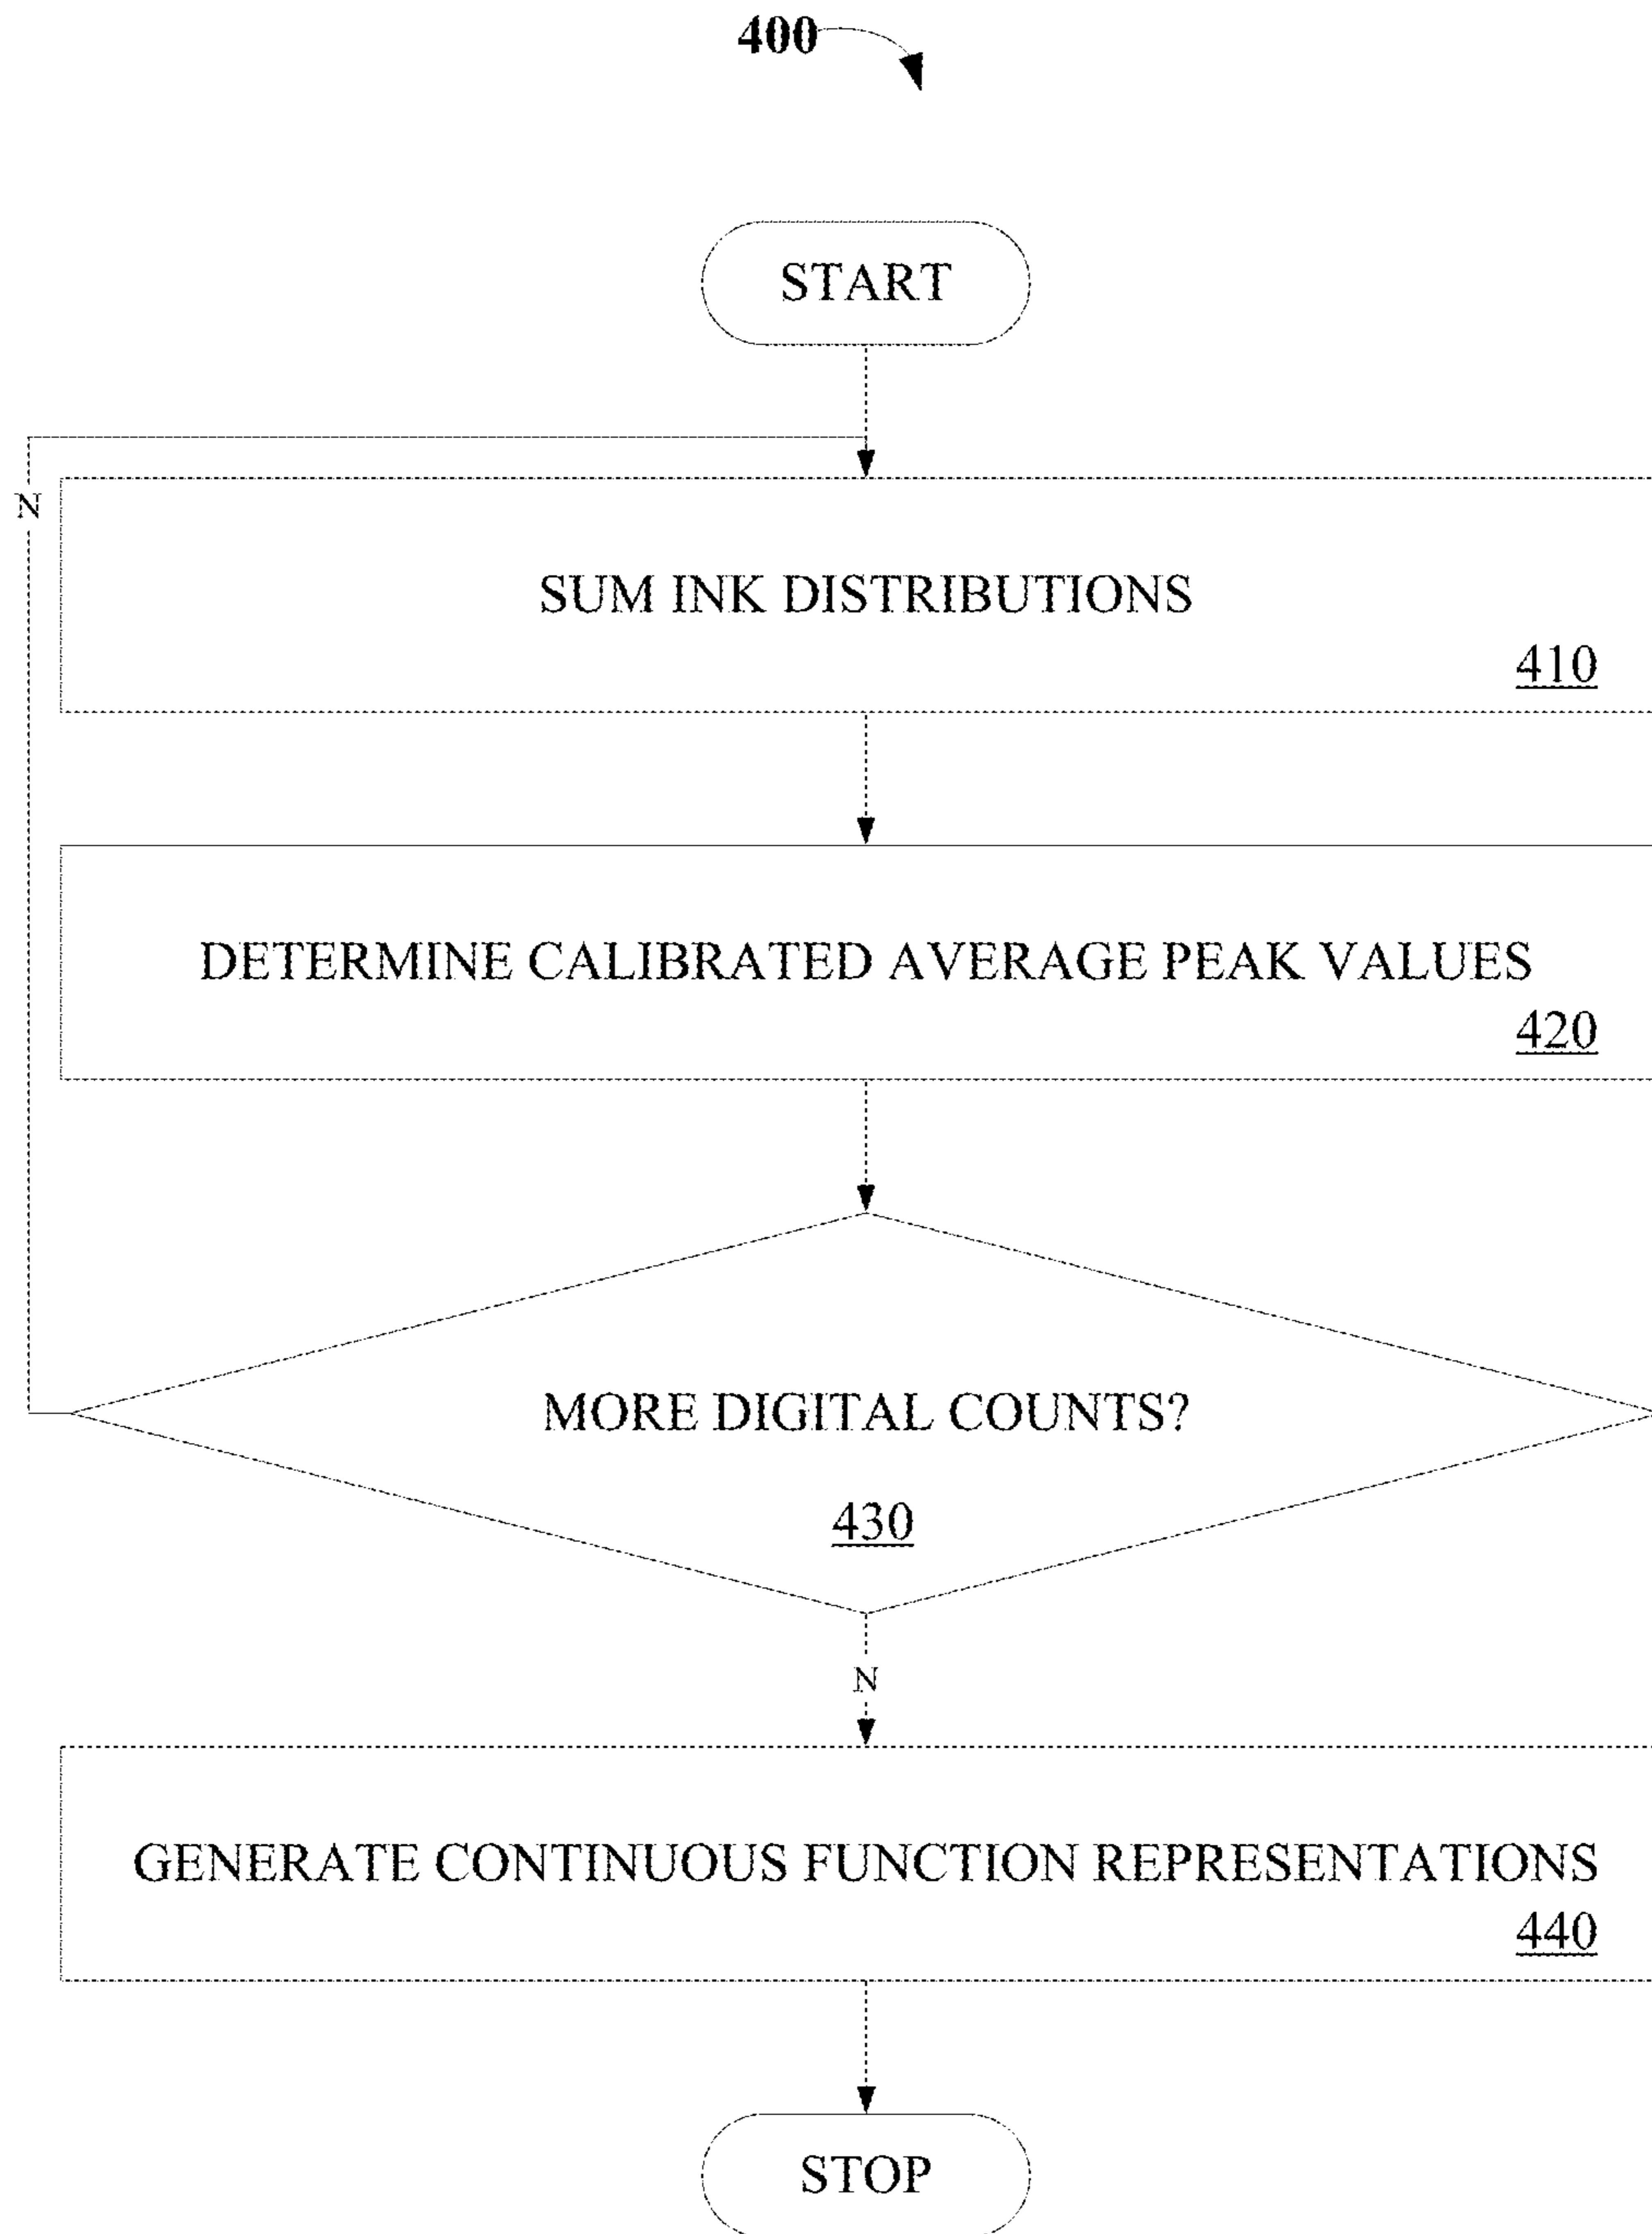 400
START
N
SUM INK DISTRIBUTIONS
410
DETERMINE CALIBRATED AVERAGE PEAK VALUES
420
MORE DIGITAL COUNTS?
430
N
GENERATE CONTINUOUS FUNCTION REPRESENTATIONS
440
STOP